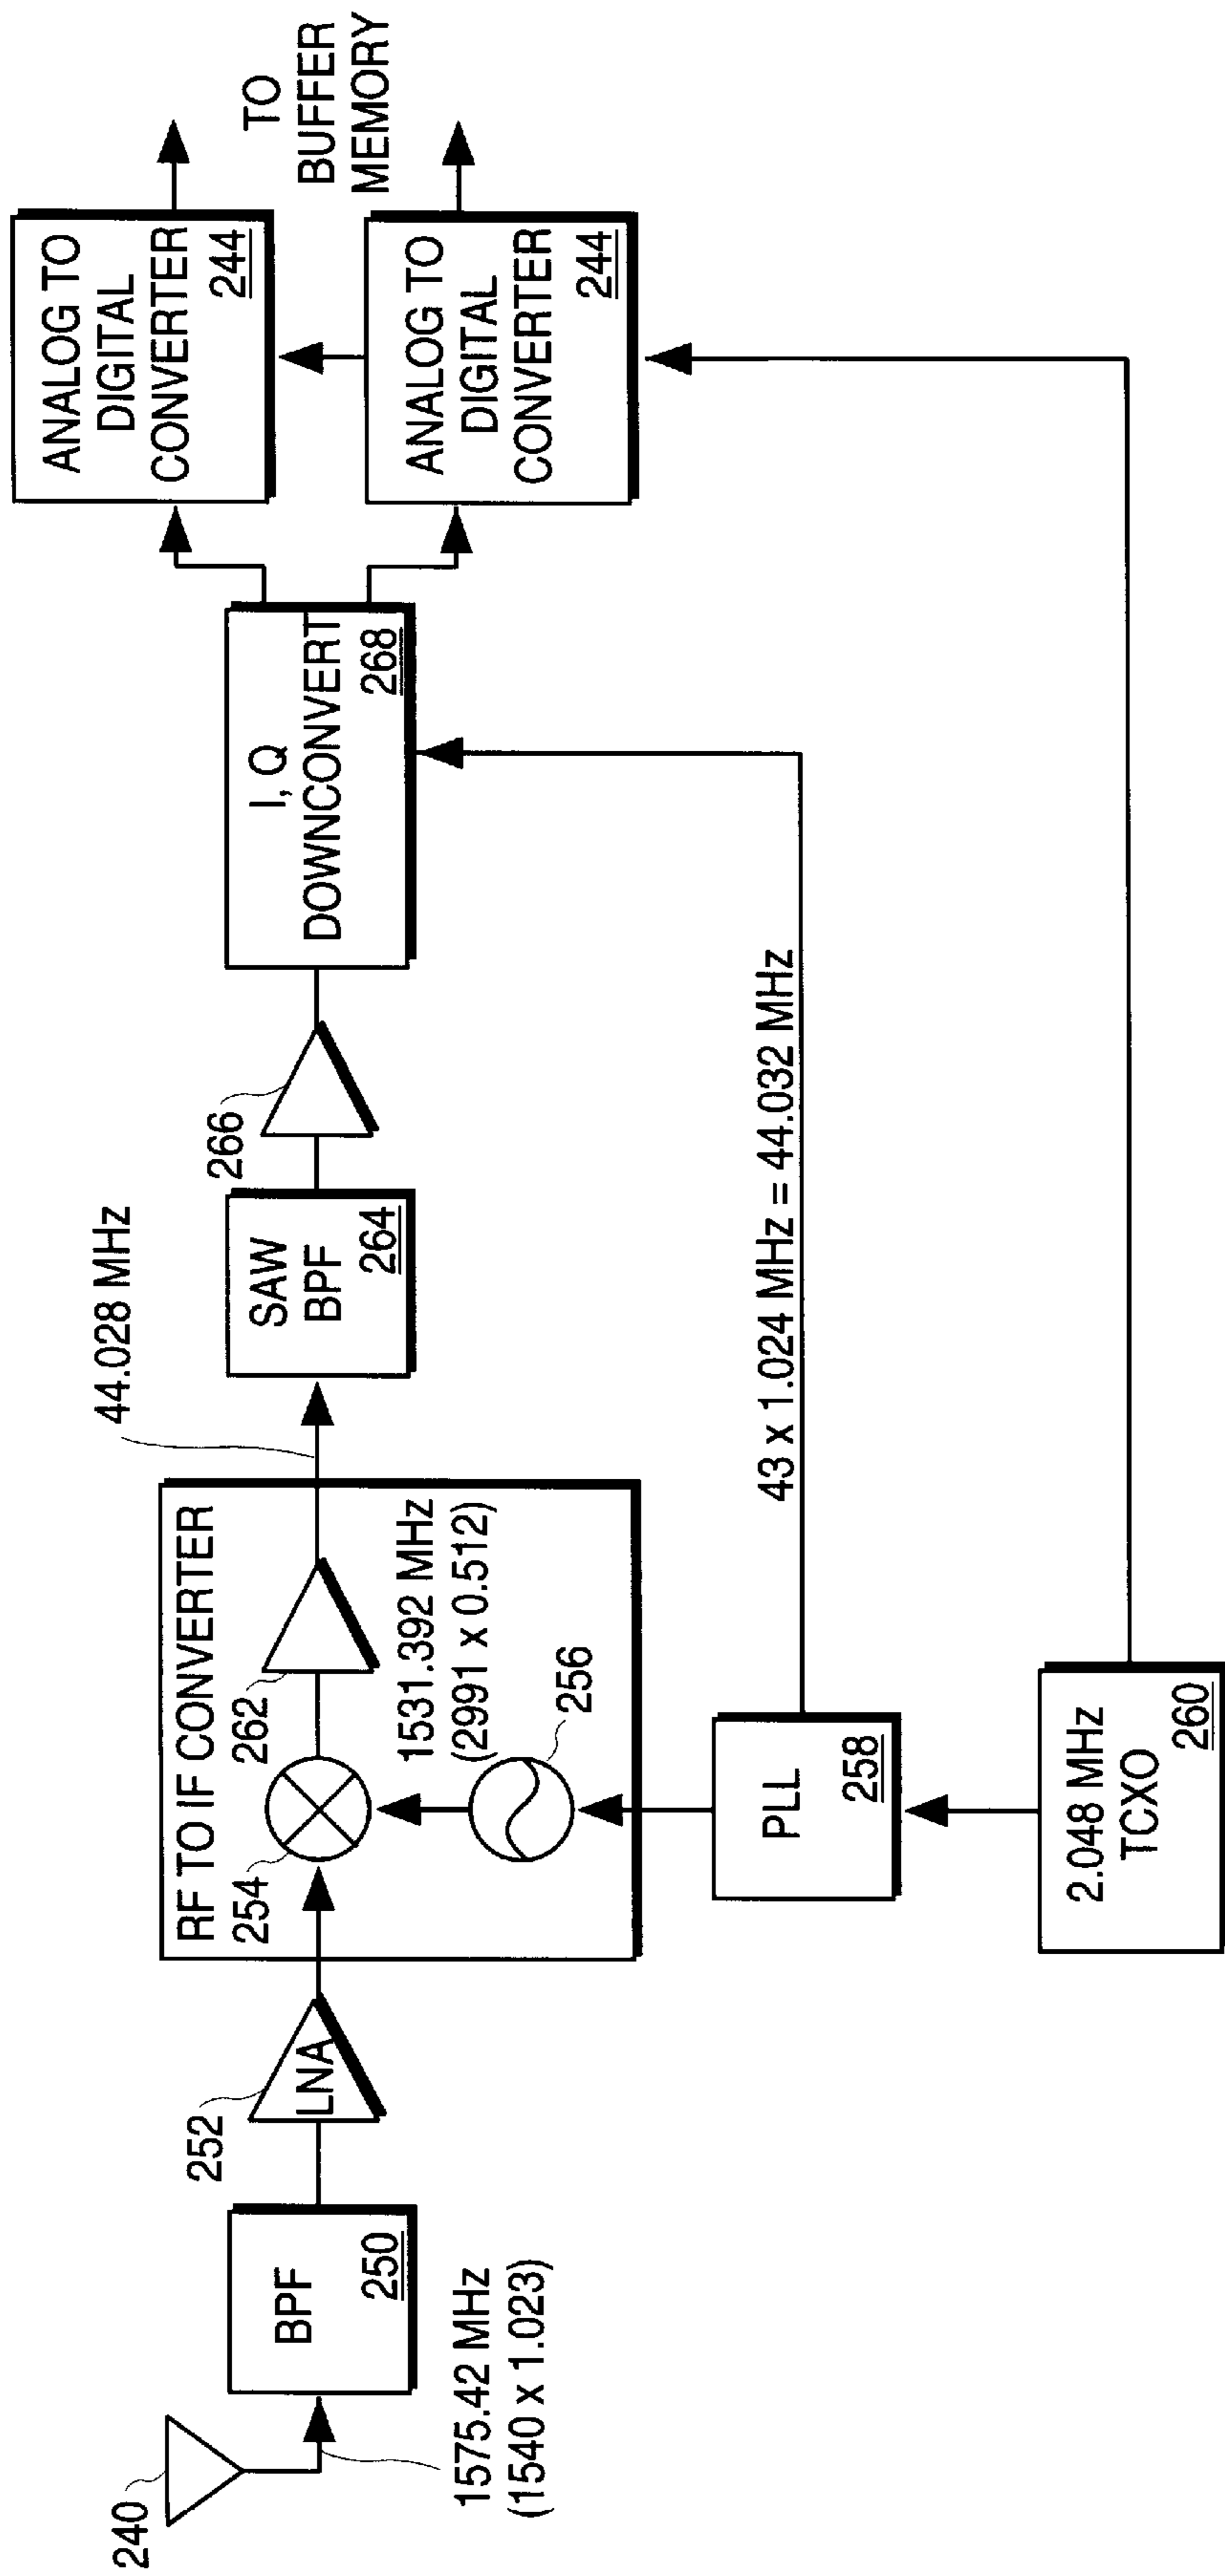 240
1575.42 MHz
(1540 x 1.023)
BPF
250
252
LNA
RF TO IF CONVERTER
254
262
1531.392 MHz
(2991 x 0.512)
256
44.028 MHz
SAW
BPF
264
266
I, Q
DOWNCONVERT
268
ANALOG TO
DIGITAL
CONVERTER
244
ANALOG TO
DIGITAL
CONVERTER
244
TO
BUFFER
MEMORY
43 x 1.024 MHz = 44.032 MHz
PLL
258
2.048 MHz
TCXO
260